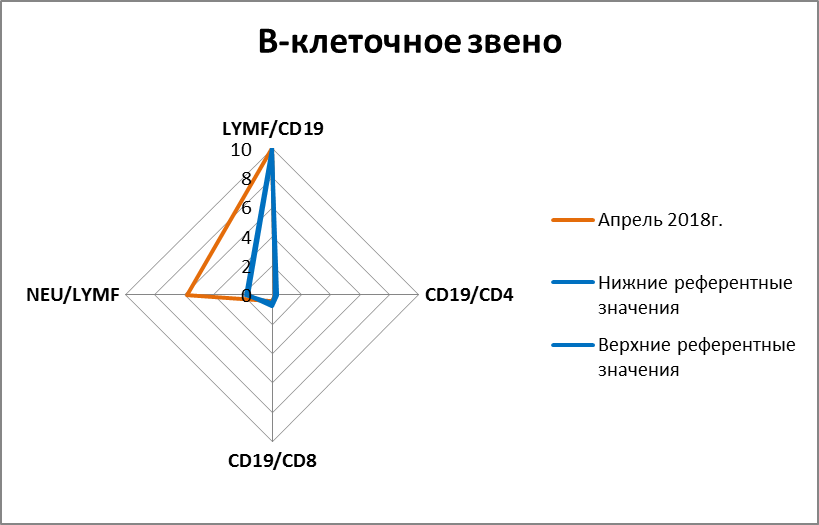 В-клеточное звено
LYMF/CD19
10
8
6
4
2
0
NEU/LYMF
CD19/CD4
CD19/CD8
Апрель 2018г.
Нижние референтные
значения
Верхние референтные
значения